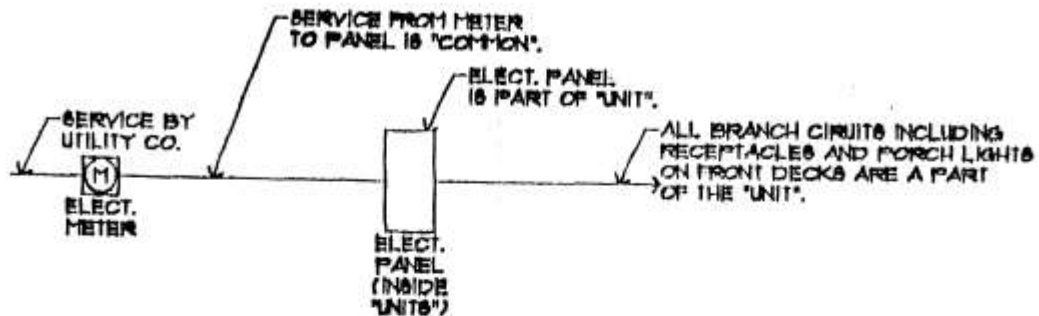 SERVICE FROM METER
TO PANEL IS "COMMON".
ELECT. PANEL
IS PART OF "UNIT".
SERVICE BY
UTILITY CO.
ALL BRANCH CIRUITS INCLUDING
RECEPTACLES AND PORCH LIGHTS
ON FRONT DECKS ARE A PART
OF THE "UNIT".
M
ELECT.
METER
ELECT.
PANEL
(INSIDE
"UNITS")